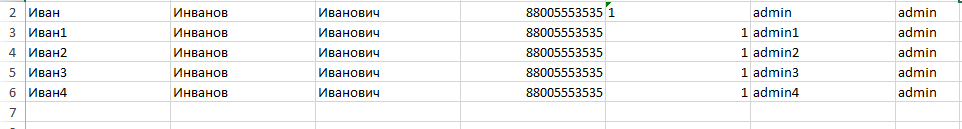 2 Иван Инванов Иванович 88005553535 1 admin admin
3 Иван1 Инванов Иванович 88005553535 1 admin1 admin
4 Иван2 Инванов Иванович 88005553535 1 admin2 admin
5 Иван3 Инванов Иванович 88005553535 1 admin3 admin
6 Иван4 Инванов Иванович 88005553535 1 admin4 admin
7